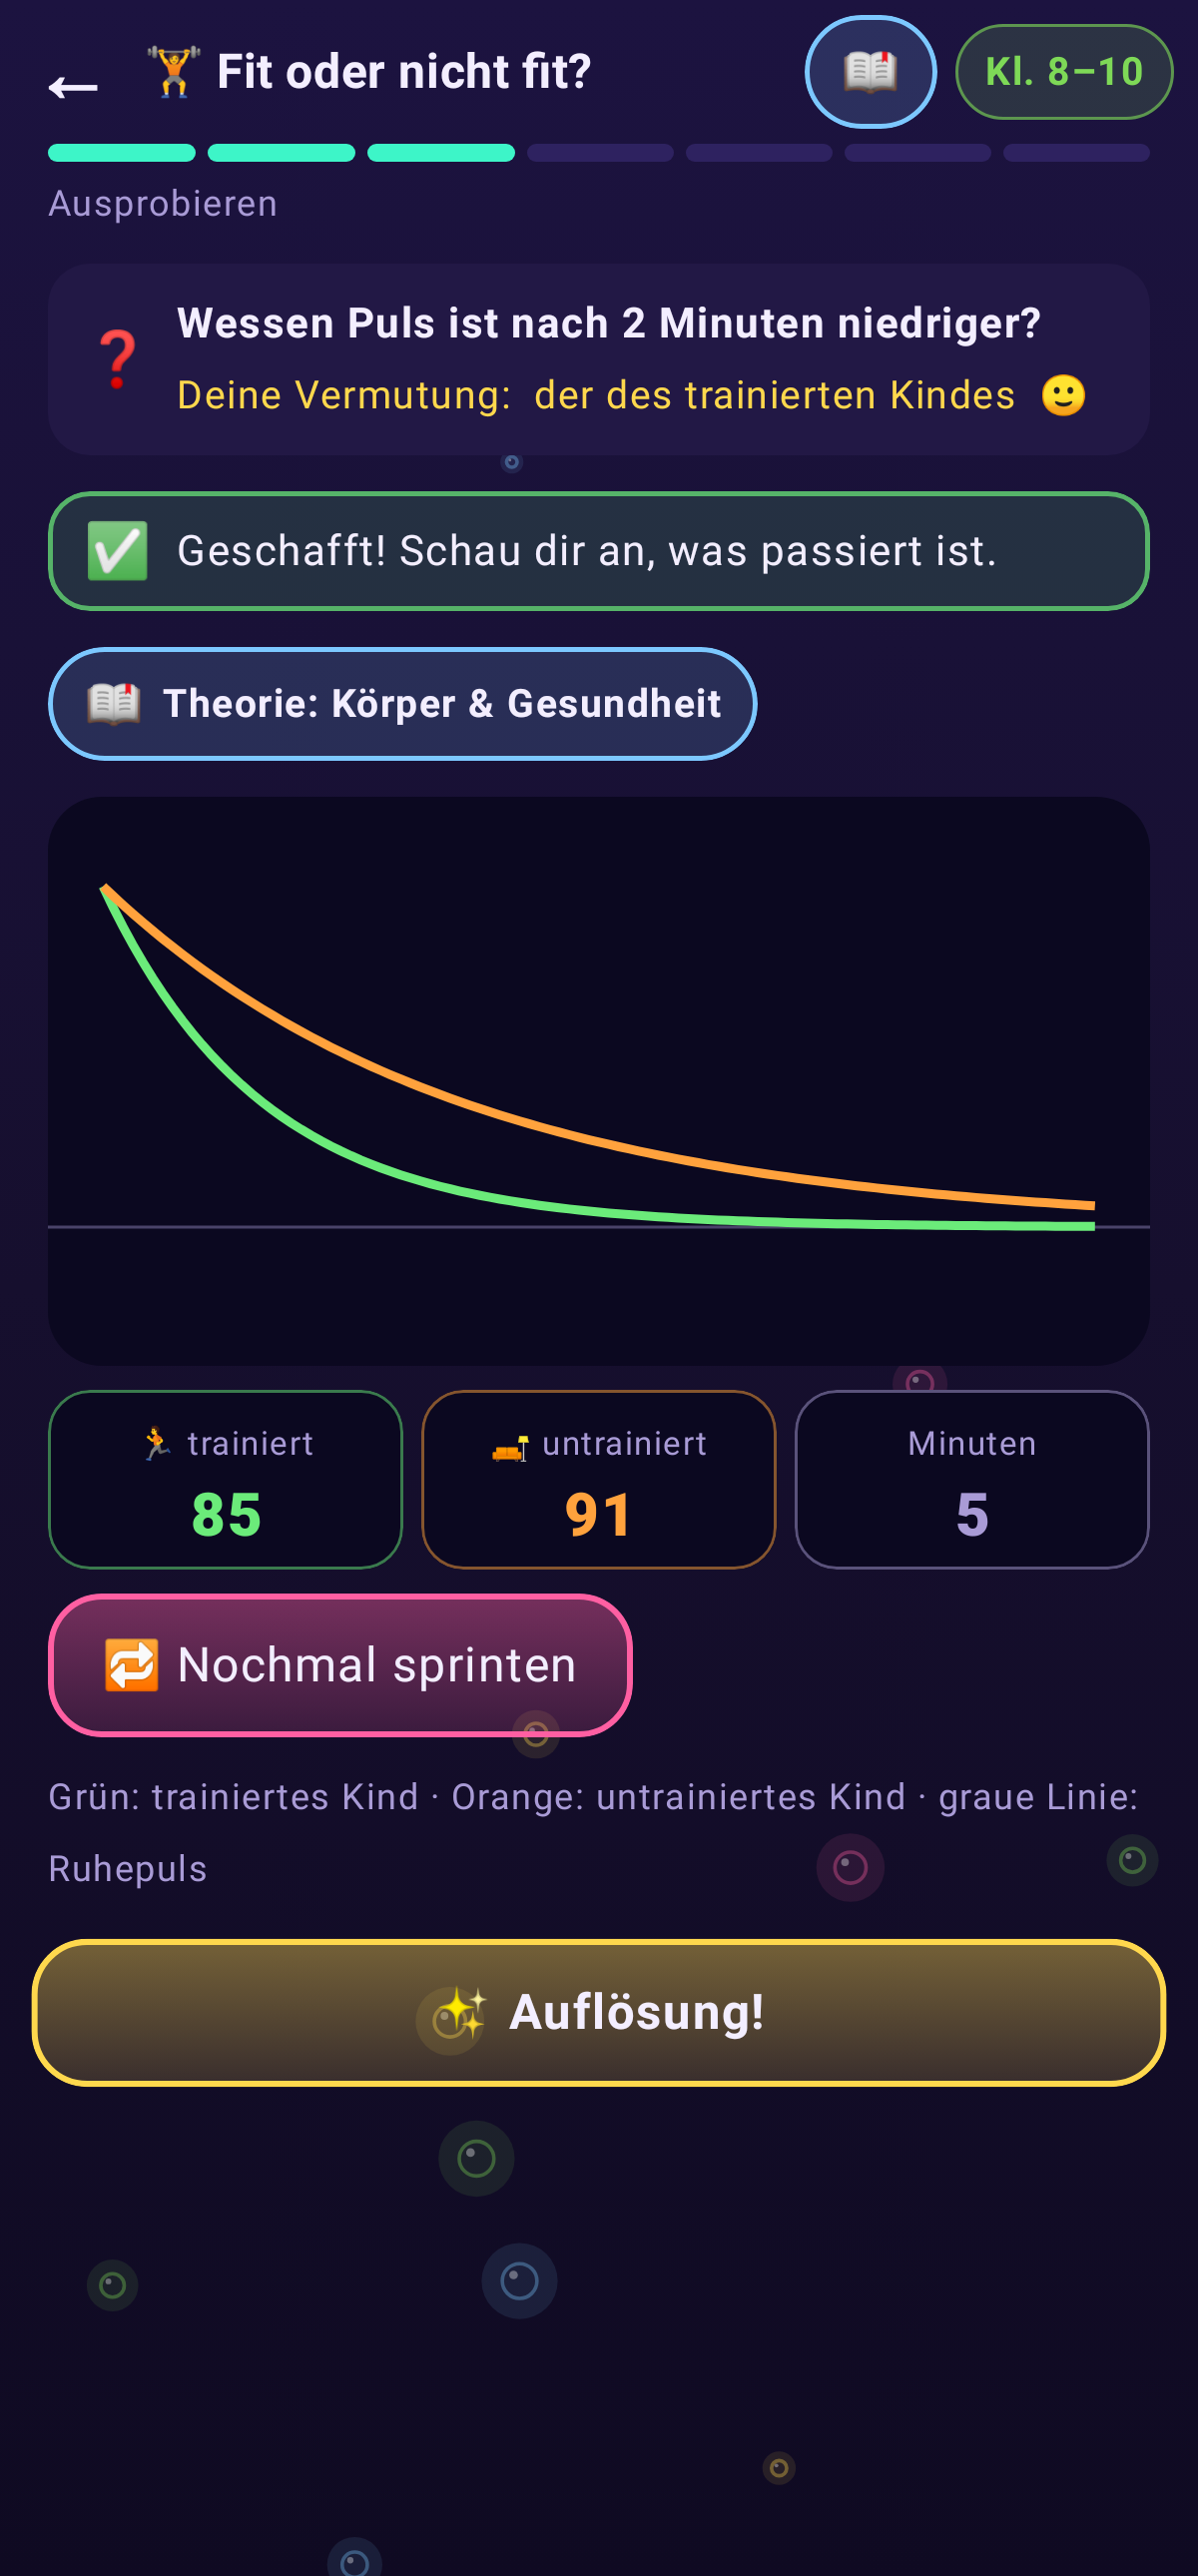 ← 🏋️ Fit oder nicht fit? 📖 Kl. 8–10
Ausprobieren
❓ Wessen Puls ist nach 2 Minuten niedriger?
Deine Vermutung: der des trainierten Kindes 🙂
✅ Geschafft! Schau dir an, was passiert ist.
📖 Theorie: Körper & Gesundheit
🏃 trainiert
85
🛋️ untrainiert
91
Minuten
5
🔁 Nochmal sprinten
Grün: trainiertes Kind · Orange: untrainiertes Kind · graue Linie:
Ruhepuls
✨ Auflösung!